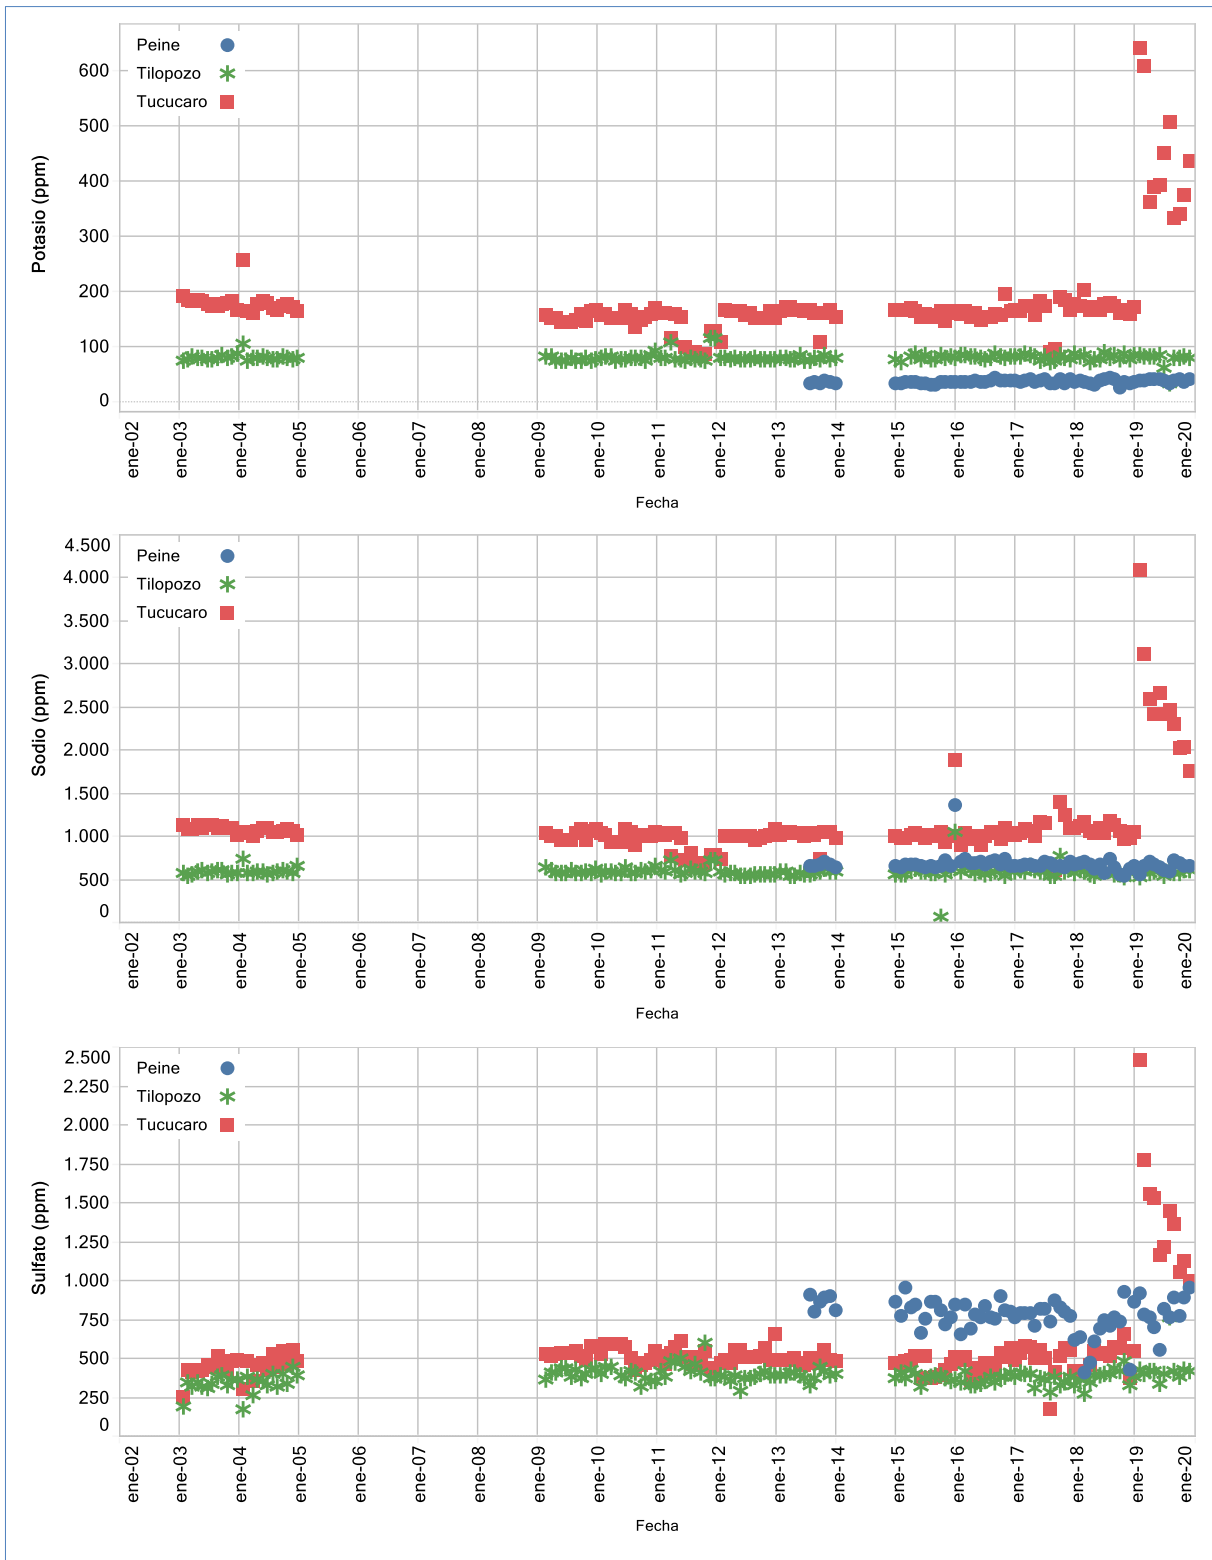 Peine
Tilopozo
Tucucaro
600
500
400
300
200
100
0
Potasio (ppm)
ene-02
ene-03
ene-04
ene-05
ene-06
ene-07
ene-08
ene-09
ene-10
ene-11
ene-12
ene-13
ene-14
ene-15
ene-16
ene-17
ene-18
ene-19
ene-20
Fecha
Peine
Tilopozo
Tucucaro
4.500
4.000
3.500
3.000
2.500
2.000
1.500
1.000
500
0
Sodio (ppm)
ene-02
ene-03
ene-04
ene-05
ene-06
ene-07
ene-08
ene-09
ene-10
ene-11
ene-12
ene-13
ene-14
ene-15
ene-16
ene-17
ene-18
ene-19
ene-20
Fecha
Peine
Tilopozo
Tucucaro
2.500
2.250
2.000
1.750
1.500
1.250
1.000
750
500
250
0
Sulfato (ppm)
ene-02
ene-03
ene-04
ene-05
ene-06
ene-07
ene-08
ene-09
ene-10
ene-11
ene-12
ene-13
ene-14
ene-15
ene-16
ene-17
ene-18
ene-19
ene-20
Fecha